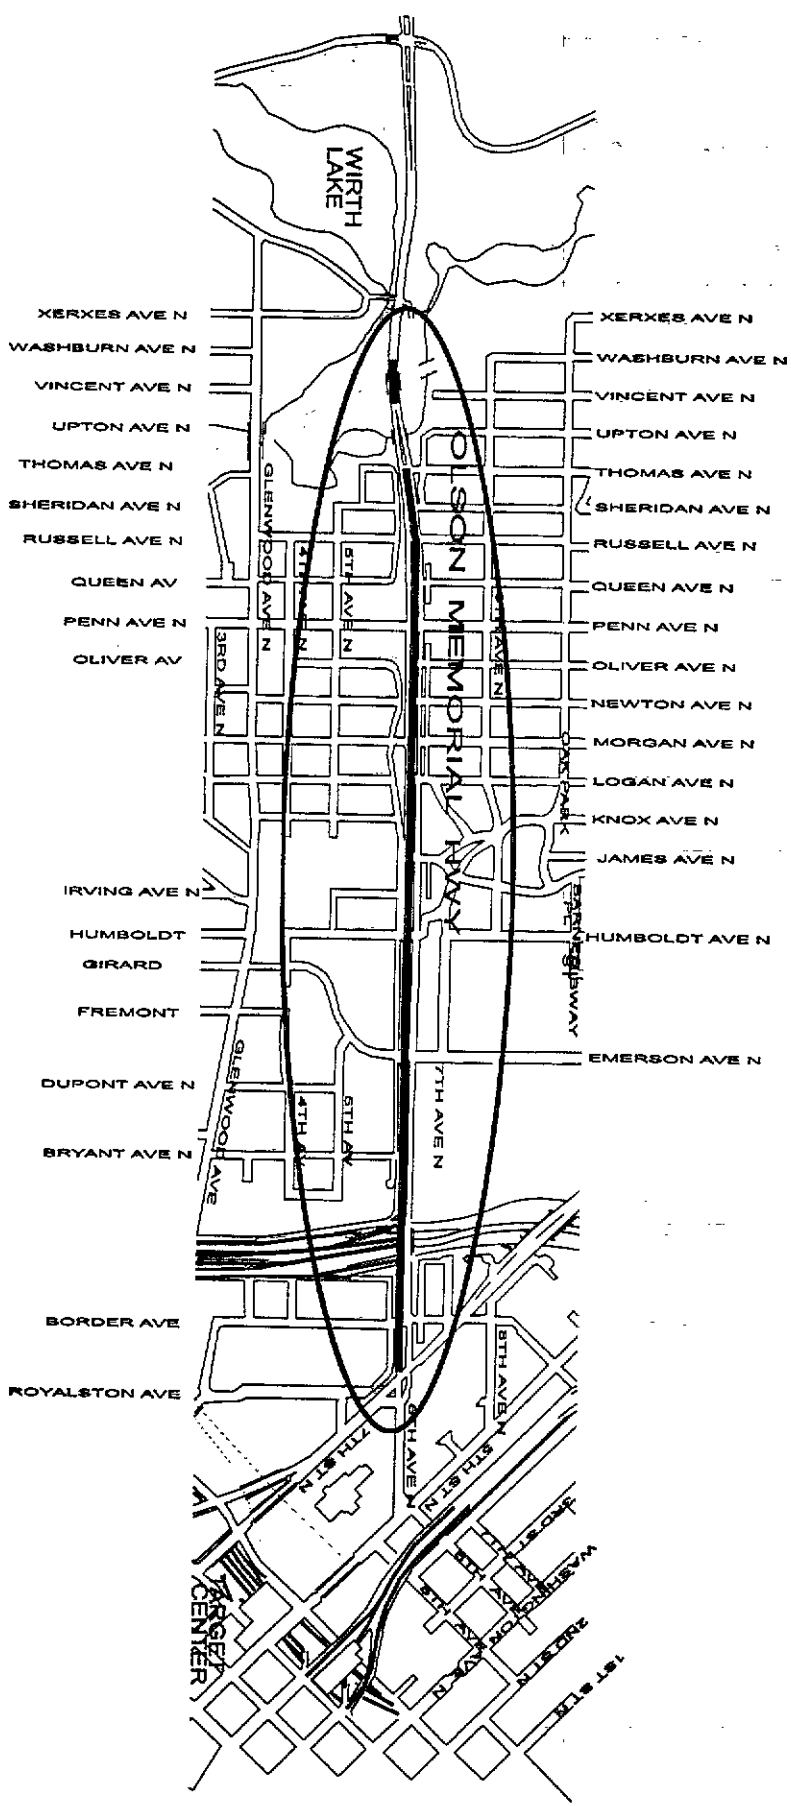 WIRTH
LAKE
XERXES AVE N
WASHBURN AVE N
VINCENT AVE N
UPTON AVE N
THOMAS AVE N
SHERIDAN AVE N
RUSSELL AVE N
QUEEN AV
PENN AVE N
OLIVER AV
IRVING AVE N
HUMBOLDT
GIRARD
FREMONT
DUPONT AVE N
BRYANT AVE N
BORDER AVE
ROYALSTON AVE
XERXES AVE N
WASHBURN AVE N
VINCENT AVE N
UPTON AVE N
THOMAS AVE N
SHERIDAN AVE N
RUSSELL AVE N
QUEEN AVE N
PENN AVE N
OLIVER AVE N
NEWTON AVE N
MORGAN AVE N
LOGAN AVE N
KNOX AVE N
JAMES AVE N
HUMBOLDT AVE N
EMERSON AVE N
OLSON MEMORIAL HWY
GLENWOOD AVE N
5TH AVE N
3RD AVE N
OAK PARK
GLENWOOD AVE
4TH AV
5TH AV
7TH AVE N
8TH AVE N
6TH AVE N
7TH ST N
5TH ST N
3RD ST
WASHINGTON AVE N
2ND ST N
1ST ST N
8TH AVE N
TARGET
CENTER